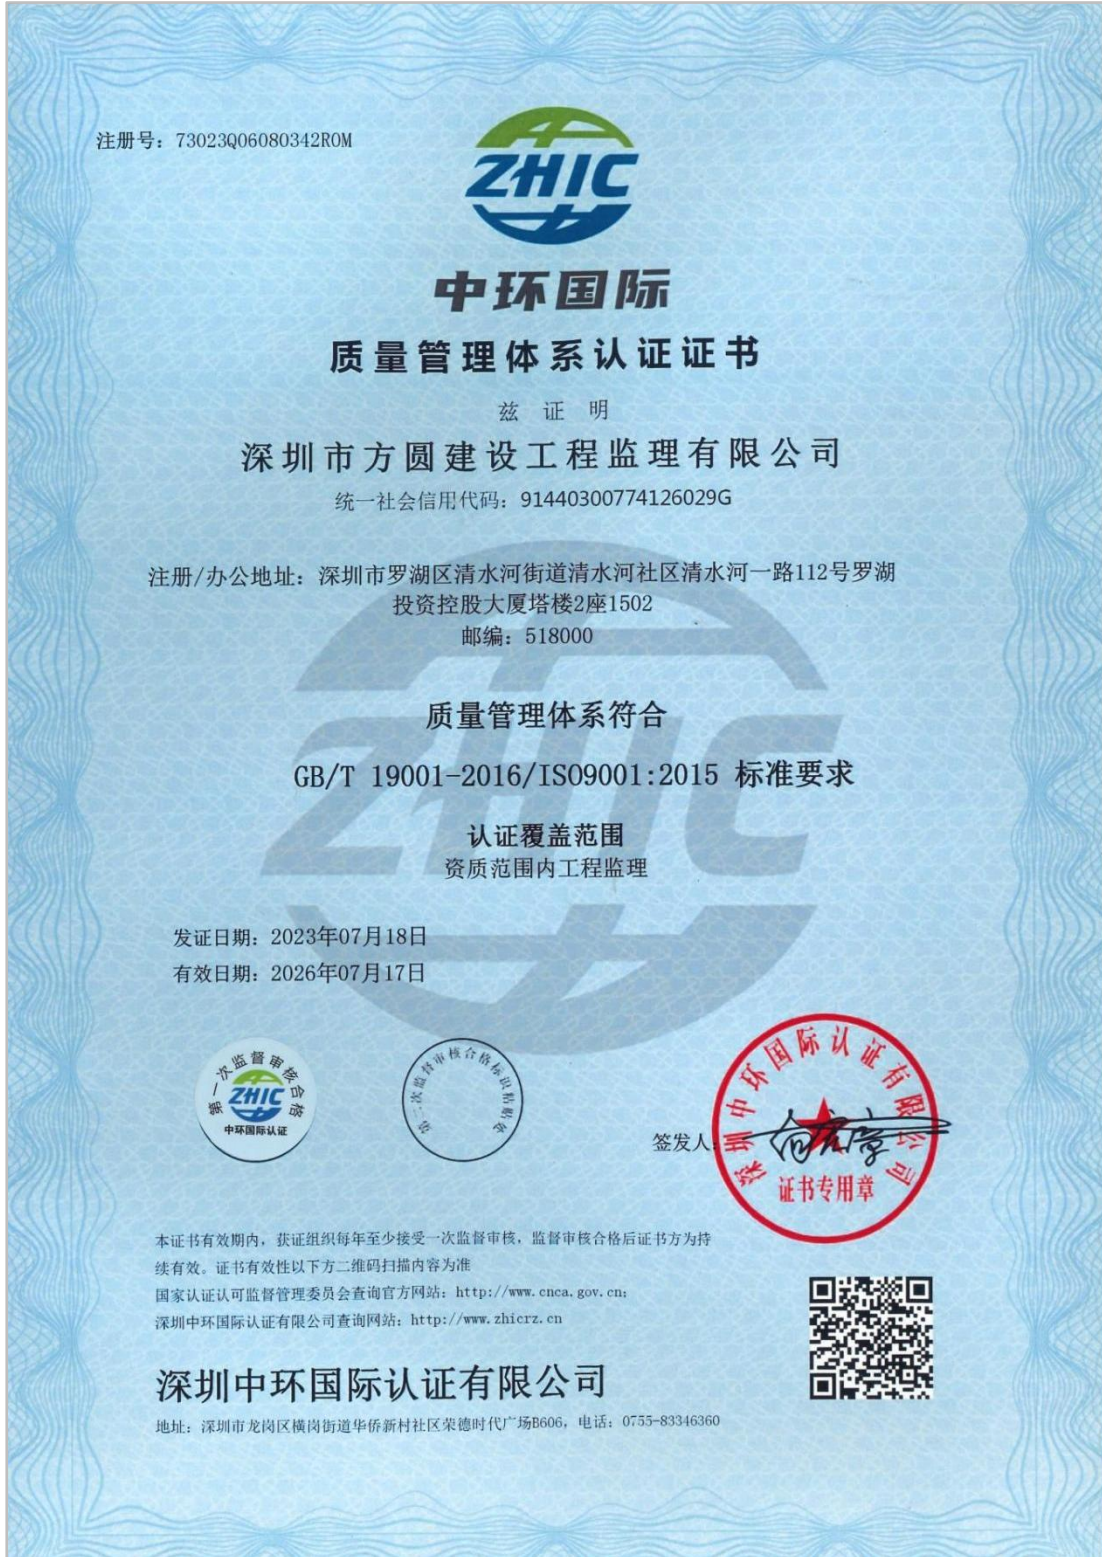 注册号：73023Q06080342ROM
ZHIC
中环国际
质量管理体系认证证书
兹 证 明
深圳市方圆建设工程监理有限公司
统一社会信用代码：91440300774126029G
注册/办公地址：深圳市罗湖区清水河街道清水河社区清水河一路112号罗湖
投资控股大厦塔楼2座1502
邮编：518000
质量管理体系符合
GB/T 19001-2016/ISO9001:2015 标准要求
认证覆盖范围
资质范围内工程监理
ZHIC
发证日期：2023年07月18日
有效日期：2026年07月17日
第一次监督审核合格
ZHIC
中环国际认证
第二次监督审核合格标识粘贴处
签发人：
深圳中环国际认证有限公司
证书专用章
本证书有效期内，获证组织每年至少接受一次监督审核，监督审核合格后证书方为持
续有效。证书有效性以下方二维码扫描内容为准
国家认证认可监督管理委员会查询官方网站：http://www.cnca.gov.cn;
深圳中环国际认证有限公司查询网站：http://www.zhicrz.cn
深圳中环国际认证有限公司
地址：深圳市龙岗区横岗街道华侨新村社区荣德时代广场B606，电话：0755-83346360